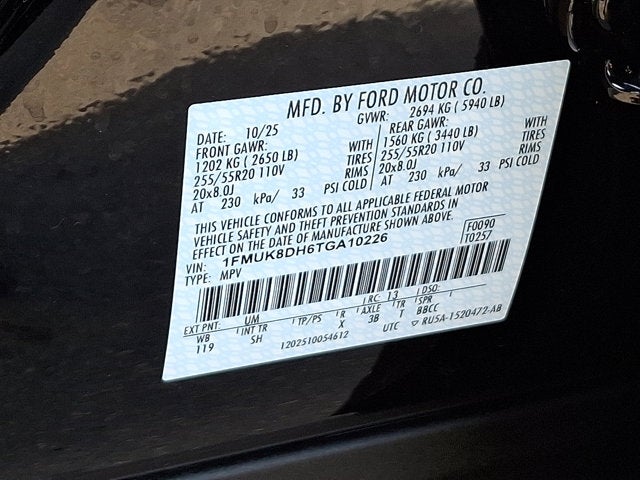 MFD. BY FORD MOTOR CO.
DATE: 10/25 GVWR: 2694 KG ( 5940 LB)
FRONT GAWR: REAR GAWR:
1202 KG ( 2650 LB) WITH 1560 KG ( 3440 LB) WITH
255/55R20 110V TIRES 255/55R20 110V TIRES
20x8.0J RIMS 20x8.0J RIMS
AT 230 kPa/ 33 PSI COLD AT 230 kPa/ 33 PSI COLD
THIS VEHICLE CONFORMS TO ALL APPLICABLE FEDERAL MOTOR
VEHICLE SAFETY AND THEFT PREVENTION STANDARDS IN
EFFECT ON THE DATE OF MANUFACTURE SHOWN ABOVE.
VIN: 1FMUK8DH6TGA10226 F0090
TYPE: MPV T0257
EXT PNT: UM RC: 13 DSO:
WB INT TR TP/PS R AXLE TR SPR
119 SH X 3B T BBCC
1202510054612 UTC ▽ RU5A-1520472-AB